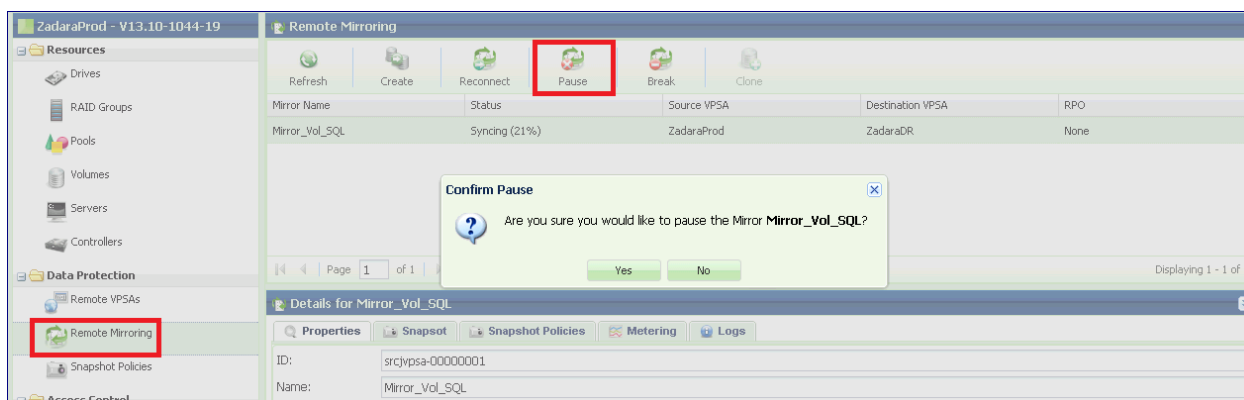 ZadaraProd - V13.10-1044-19
Resources
Drives
RAID Groups
Pools
Volumes
Servers
Controllers
Data Protection
Remote VPSAs
Remote Mirroring
Snapshot Policies
Access Control
Remote Mirroring
Refresh Create Reconnect Pause Break Clone
Mirror Name Status Source VPSA Destination VPSA RPO
Mirror_Vol_SQL Syncing (21%) ZadaraProd ZadaraDR None
Confirm Pause
Are you sure you would like to pause the Mirror Mirror_Vol_SQL?
Yes No
Page 1 of 1 Displaying 1 - 1 of
Details for Mirror_Vol_SQL
Properties Snapsot Snapshot Policies Metering Logs
ID: srcjvpsa-00000001
Name: Mirror_Vol_SQL